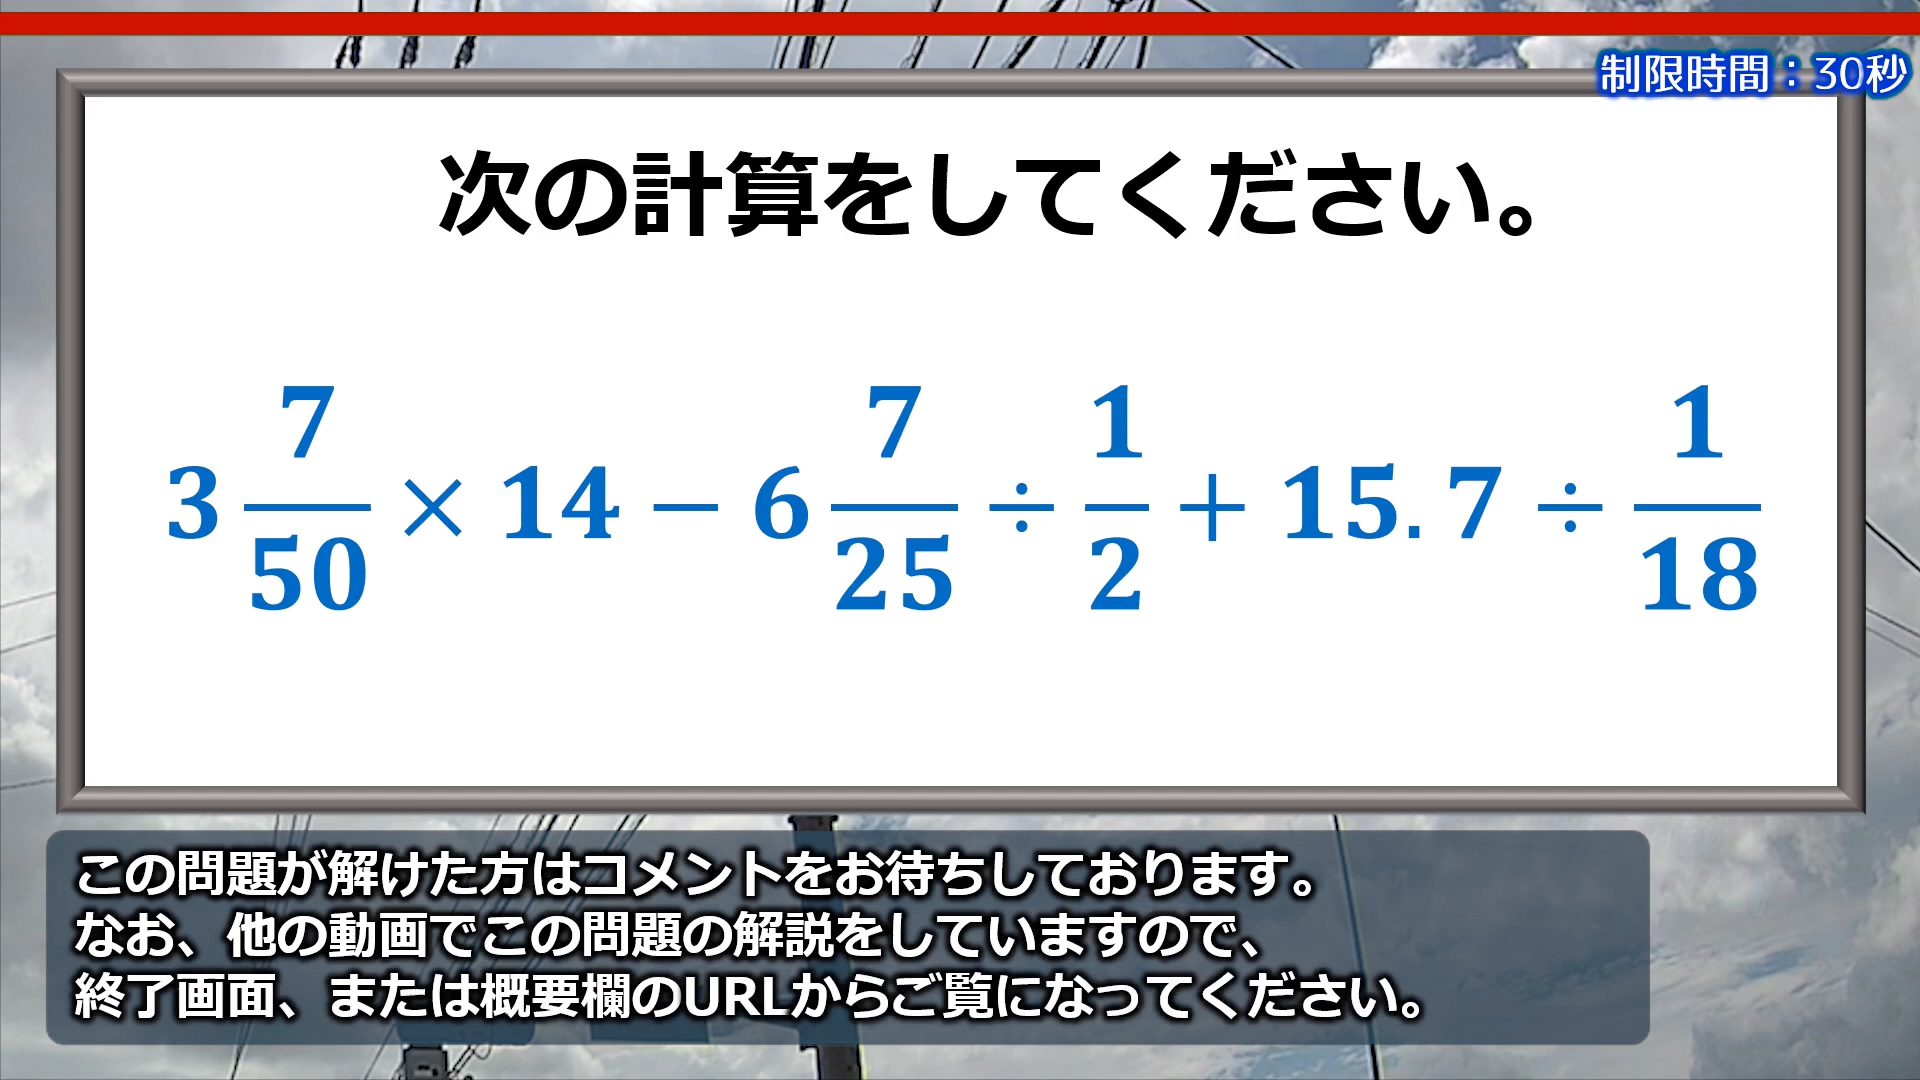 制限時間：30秒
次の計算をしてください。
3 7/50 × 14 − 6 7/25 ÷ 1/2 + 15.7 ÷ 1/18
この問題が解けた方はコメントをお待ちしております。
なお、他の動画でこの問題の解説をしていますので、
終了画面、または概要欄のURLからご覧になってください。